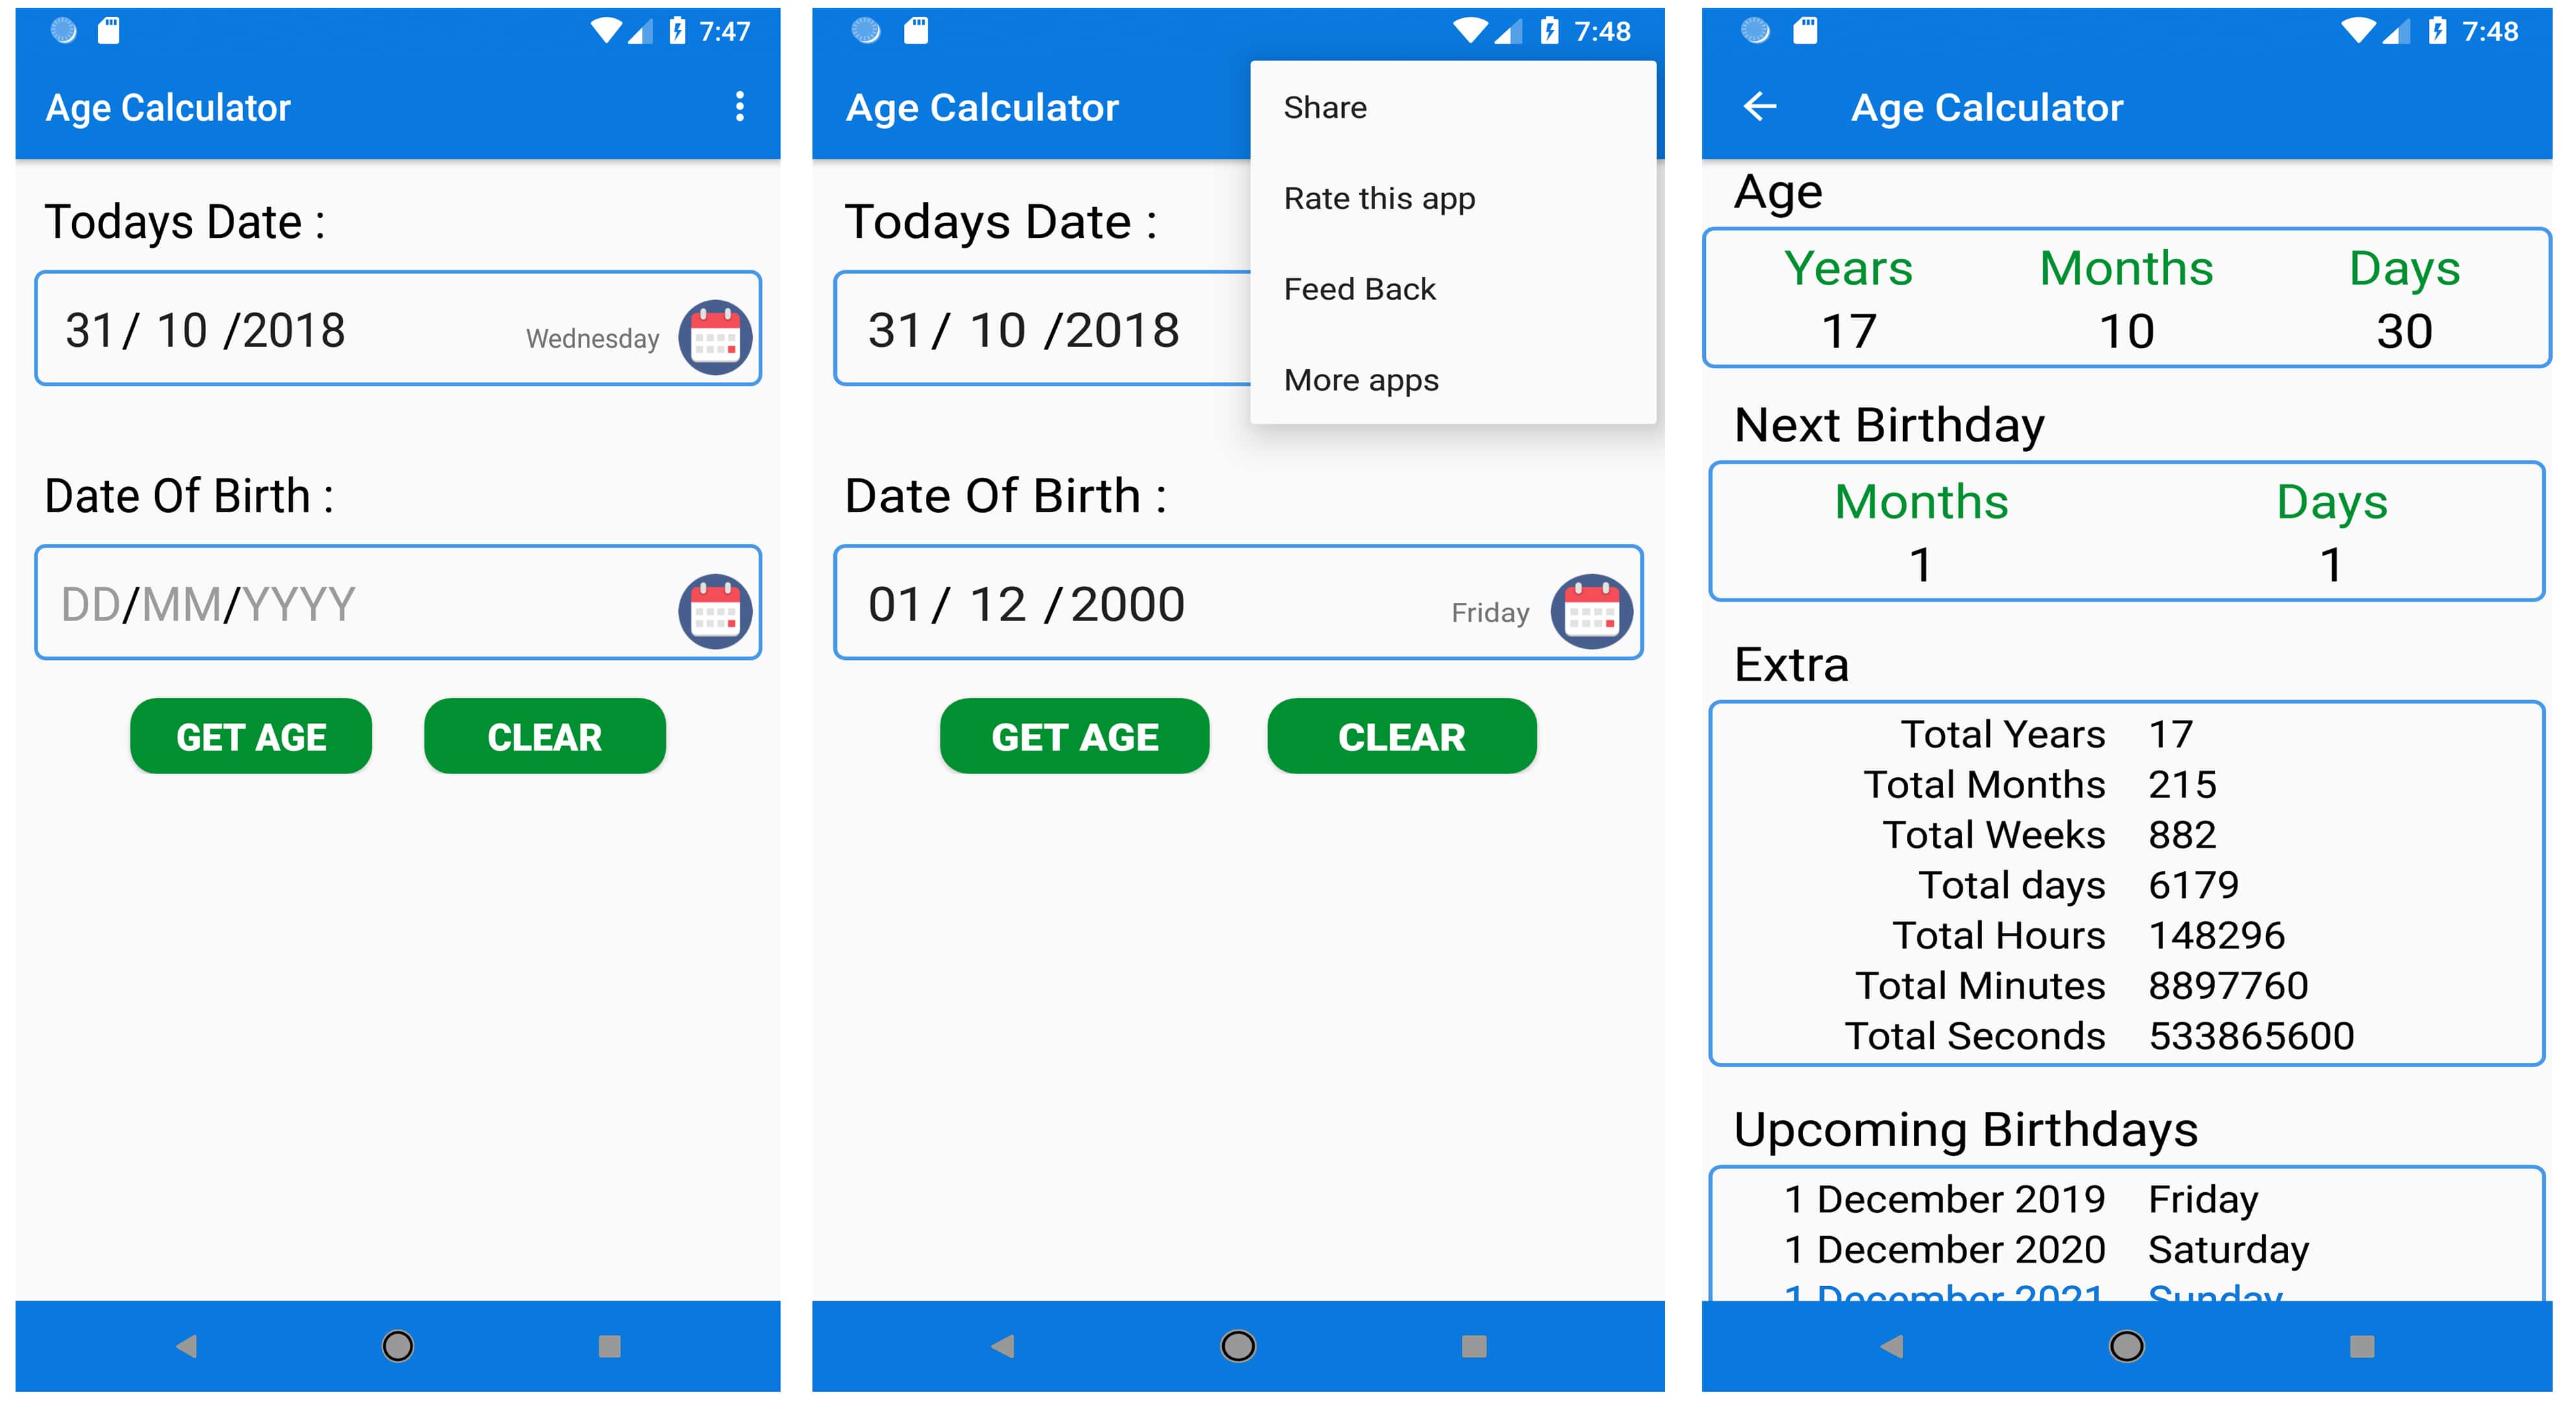 7:47
Age Calculator
Todays Date :
31/ 10 /2018 Wednesday
Date Of Birth :
DD/MM/YYYY
GET AGE CLEAR
7:48
Age Calculator
Share
Rate this app
Feed Back
More apps
Todays Date :
31/ 10 /2018
Date Of Birth :
01/ 12 /2000 Friday
GET AGE CLEAR
7:48
Age Calculator
Age
Years Months Days
17 10 30
Next Birthday
Months Days
1 1
Extra
Total Years 17
Total Months 215
Total Weeks 882
Total days 6179
Total Hours 148296
Total Minutes 8897760
Total Seconds 533865600
Upcoming Birthdays
1 December 2019 Friday
1 December 2020 Saturday
1 December 2021 Sunday